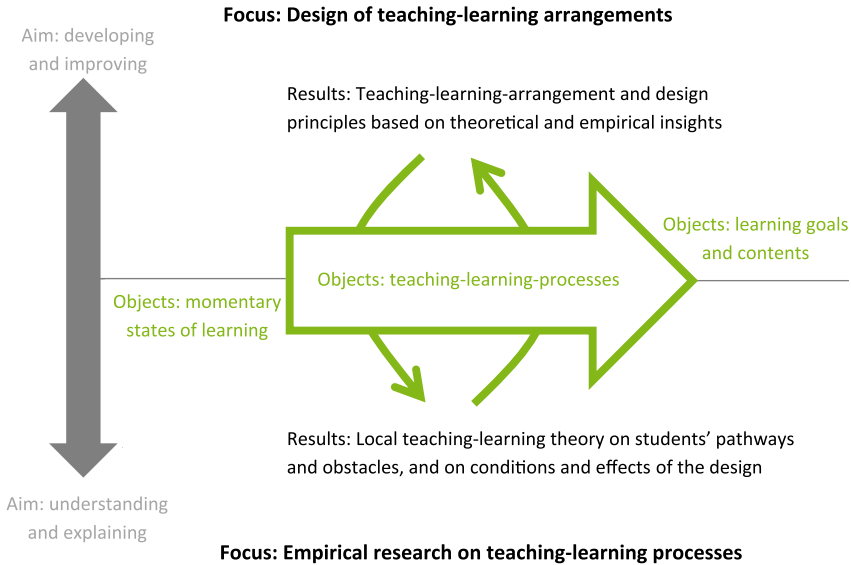 Focus: Design of teaching-learning arrangements
Aim: developing
and improving
Results: Teaching-learning-arrangement and design
principles based on theoretical and empirical insights
Objects: learning goals
and contents
Objects: teaching-learning-processes
Objects: momentary
states of learning
Results: Local teaching-learning theory on students’ pathways
and obstacles, and on conditions and effects of the design
Aim: understanding
and explaining
Focus: Empirical research on teaching-learning processes